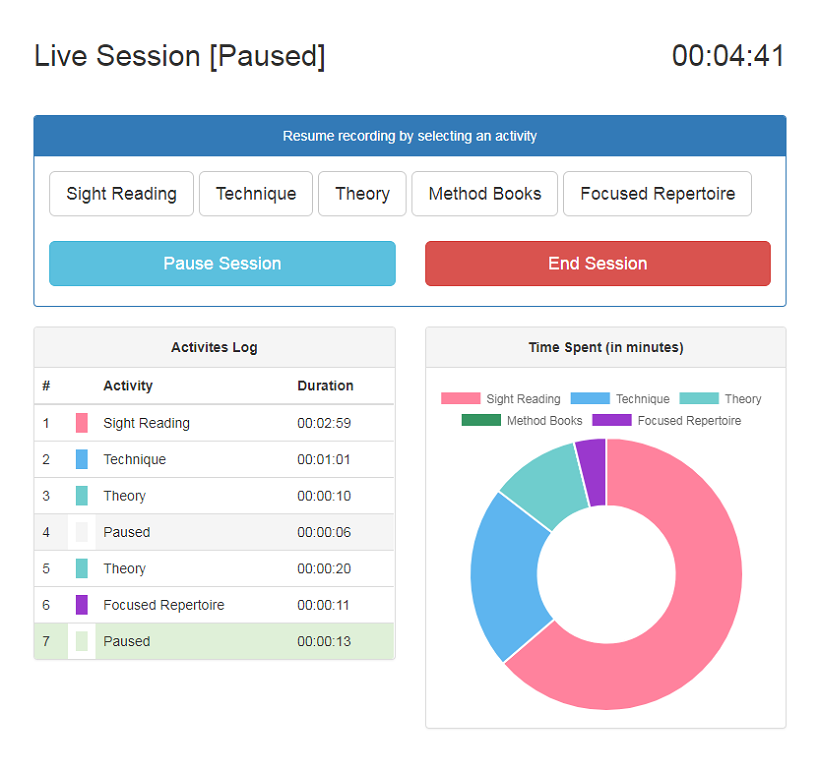 Live Session [Paused] 00:04:41
Resume recording by selecting an activity
Sight Reading Technique Theory Method Books Focused Repertoire
Pause Session End Session
Activites Log
# Activity Duration
1 Sight Reading 00:02:59
2 Technique 00:01:01
3 Theory 00:00:10
4 Paused 00:00:06
5 Theory 00:00:20
6 Focused Repertoire 00:00:11
7 Paused 00:00:13
Time Spent (in minutes)
Sight Reading Technique Theory
Method Books Focused Repertoire